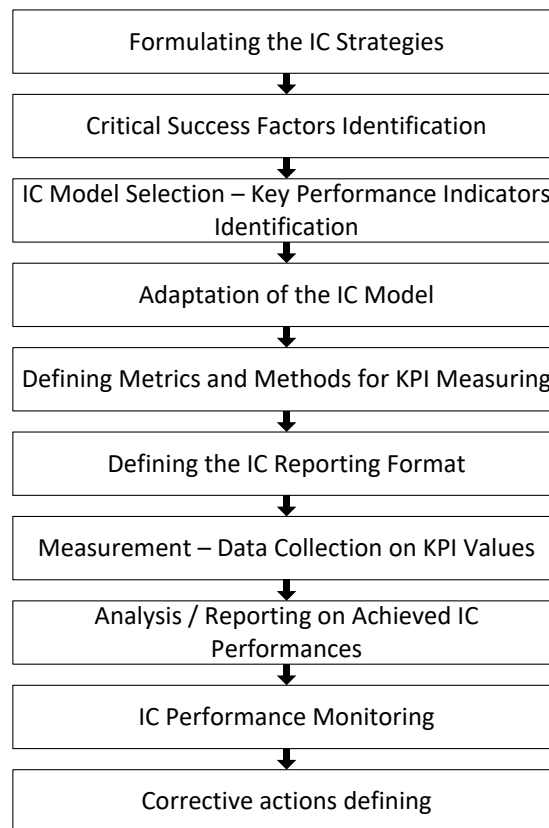 Formulating the IC Strategies
Critical Success Factors Identification
IC Model Selection – Key Performance Indicators
Identification
Adaptation of the IC Model
Defining Metrics and Methods for KPI Measuring
Defining the IC Reporting Format
Measurement – Data Collection on KPI Values
Analysis / Reporting on Achieved IC
Performances
IC Performance Monitoring
Corrective actions defining